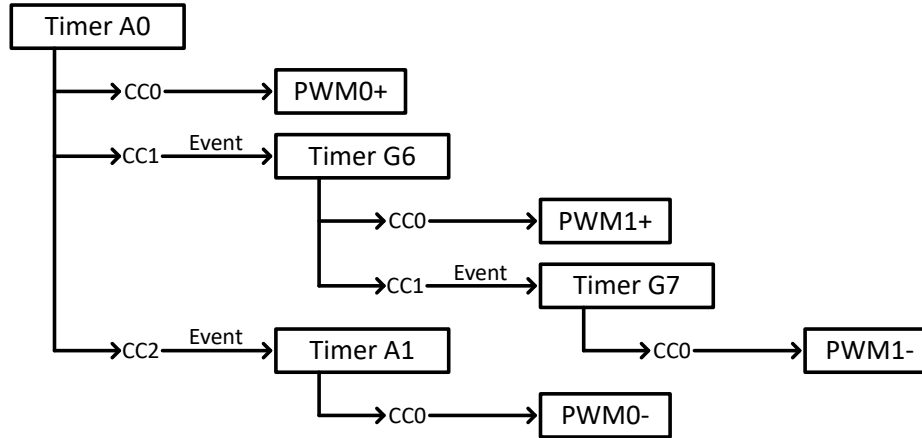 Timer A0
CC0
PWM0+
CC1
Event
Timer G6
CC0
PWM1+
CC1
Event
Timer G7
CC2
Event
Timer A1
CC0
PWM1-
CC0
PWM0-